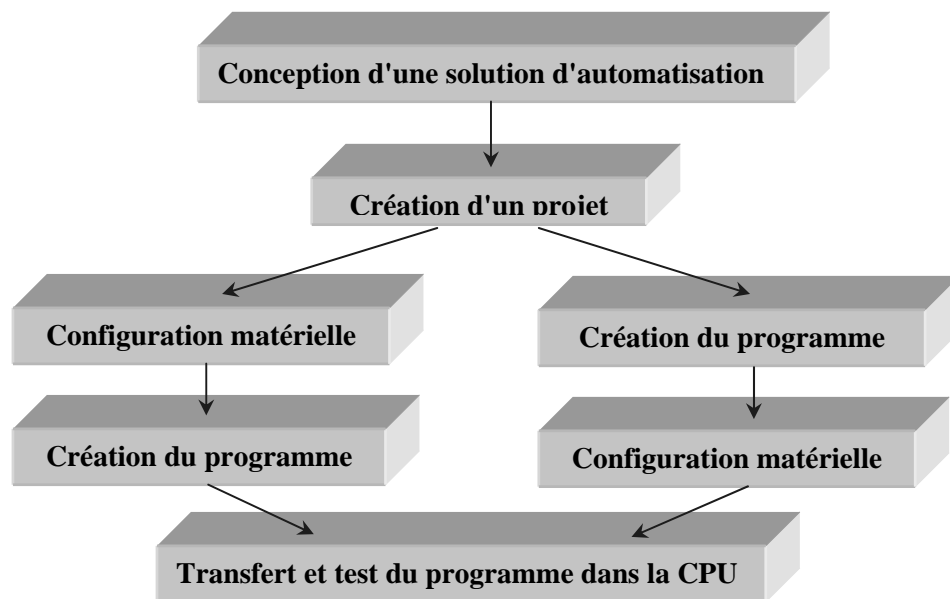 Conception d'une solution d'automatisation
Création d'un projet
Configuration matérielle
Création du programme
Création du programme
Configuration matérielle
Transfert et test du programme dans la CPU